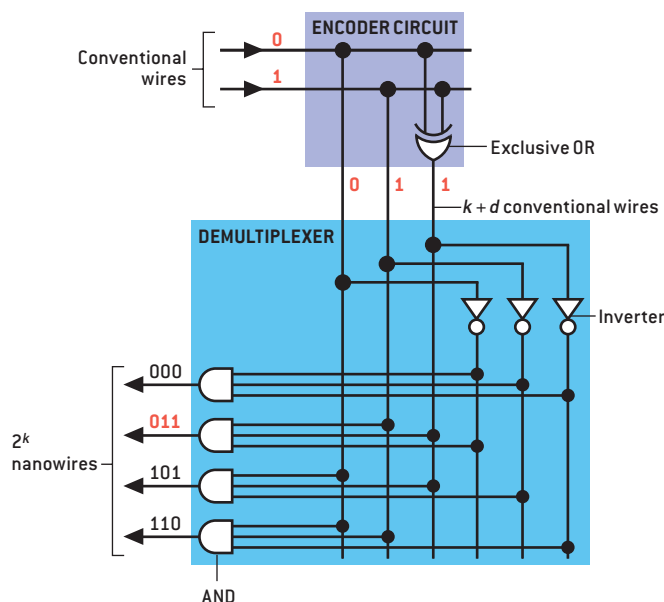 ENCODER CIRCUIT
0
Conventional
wires
1
Exclusive OR
0 1 1
k + d conventional wires
DEMULTIPLEXER
Inverter
000
011
2k
nanowires
101
110
AND